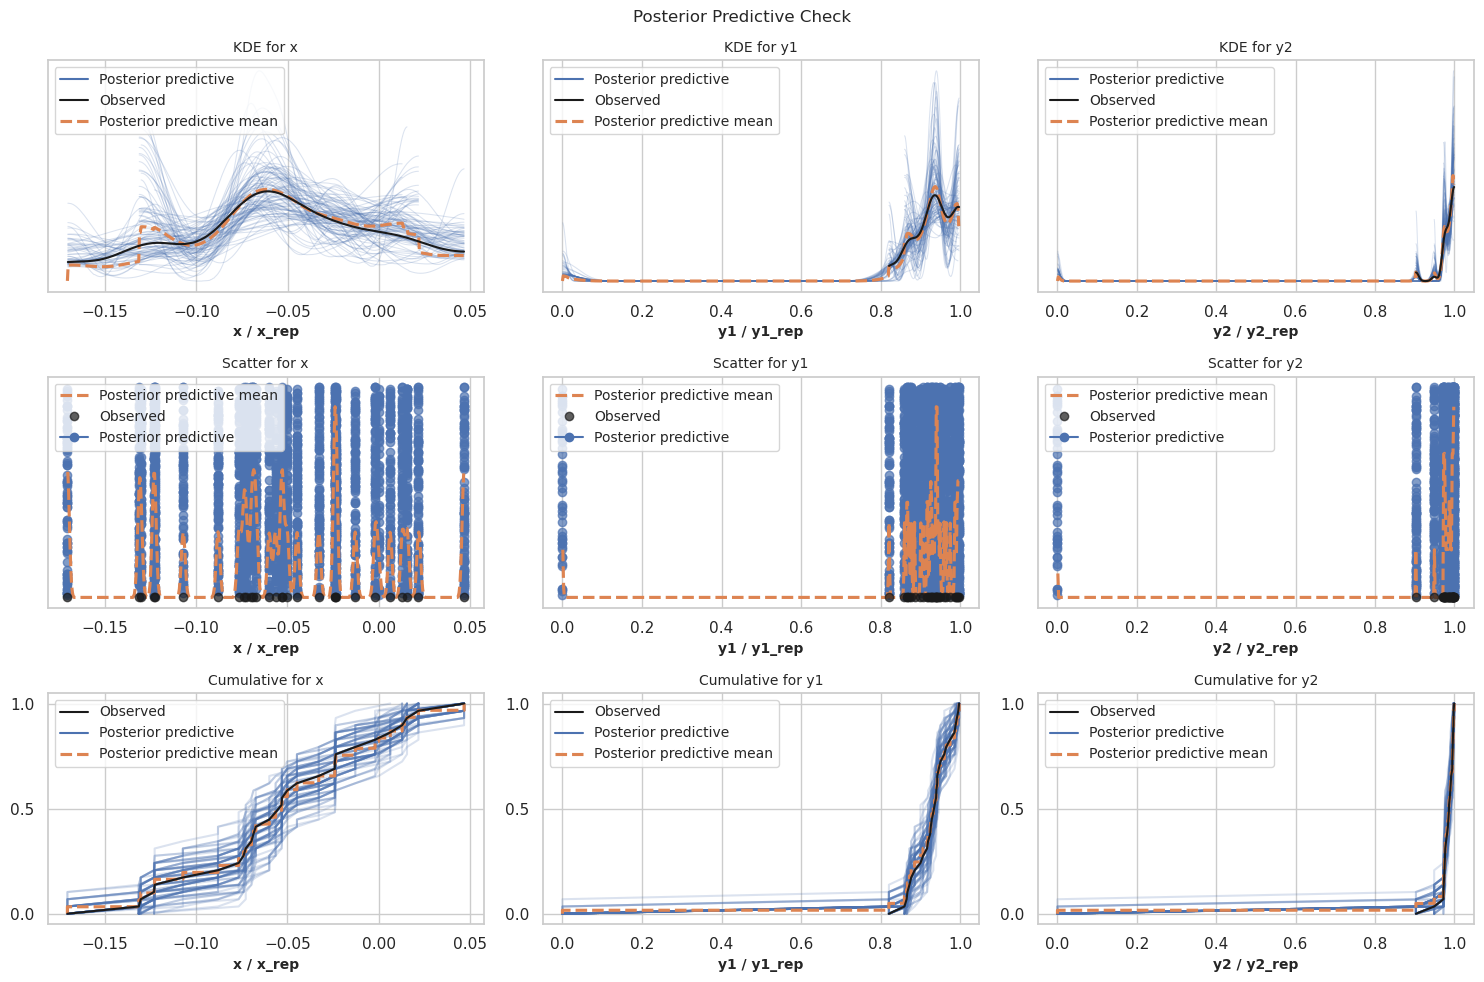 Posterior Predictive Check
KDE for x
Posterior predictive
Observed
Posterior predictive mean
−0.15 −0.10 −0.05 0.00 0.05
x / x_rep
KDE for y1
Posterior predictive
Observed
Posterior predictive mean
0.0 0.2 0.4 0.6 0.8 1.0
y1 / y1_rep
KDE for y2
Posterior predictive
Observed
Posterior predictive mean
0.0 0.2 0.4 0.6 0.8 1.0
y2 / y2_rep
Scatter for x
Posterior predictive mean
Observed
Posterior predictive
−0.15 −0.10 −0.05 0.00 0.05
x / x_rep
Scatter for y1
Posterior predictive mean
Observed
Posterior predictive
0.0 0.2 0.4 0.6 0.8 1.0
y1 / y1_rep
Scatter for y2
Posterior predictive mean
Observed
Posterior predictive
0.0 0.2 0.4 0.6 0.8 1.0
y2 / y2_rep
Cumulative for x
1.0
0.5
0.0
Observed
Posterior predictive
Posterior predictive mean
−0.15 −0.10 −0.05 0.00 0.05
x / x_rep
Cumulative for y1
1.0
0.5
0.0
Observed
Posterior predictive
Posterior predictive mean
0.0 0.2 0.4 0.6 0.8 1.0
y1 / y1_rep
Cumulative for y2
1.0
0.5
0.0
Observed
Posterior predictive
Posterior predictive mean
0.0 0.2 0.4 0.6 0.8 1.0
y2 / y2_rep